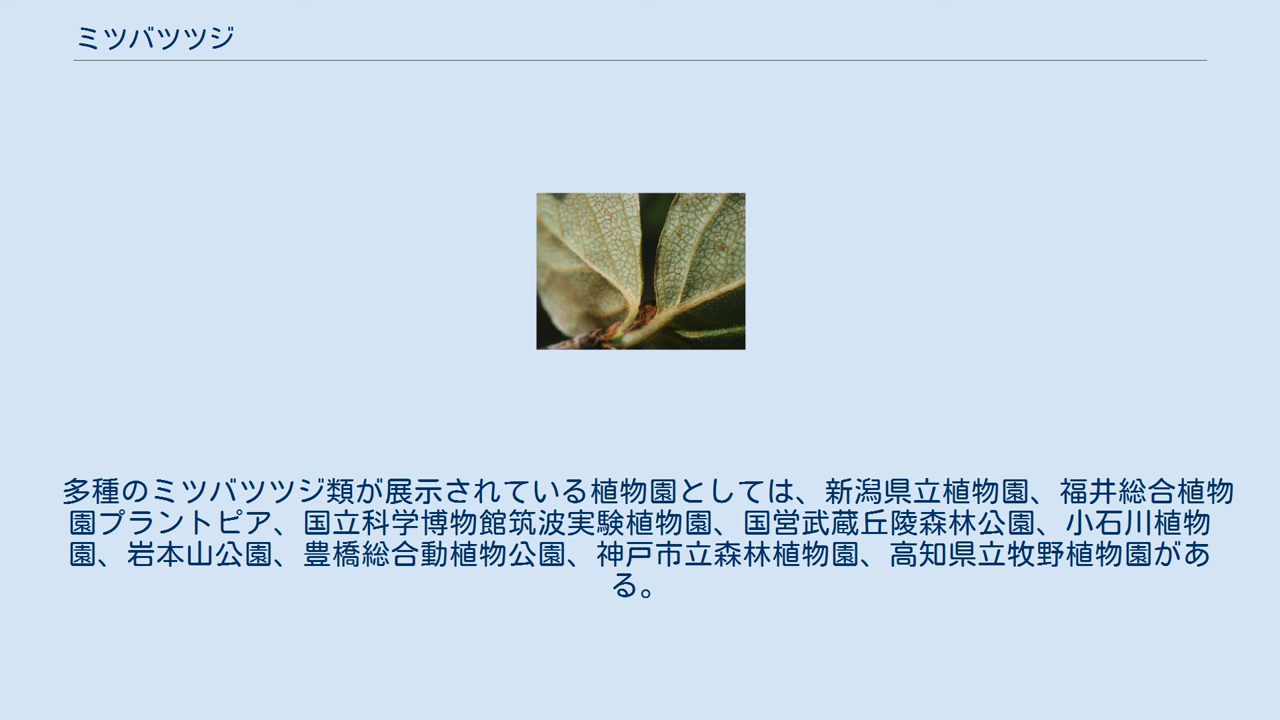 ミツバツツジ
多種のミツバツツジ類が展示されている植物園としては、新潟県立植物園、福井総合植物
園プラントピア、国立科学博物館筑波実験植物園、国営武蔵丘陵森林公園、小石川植物
園、岩本山公園、豊橋総合動植物公園、神戸市立森林植物園、高知県立牧野植物園があ
る。